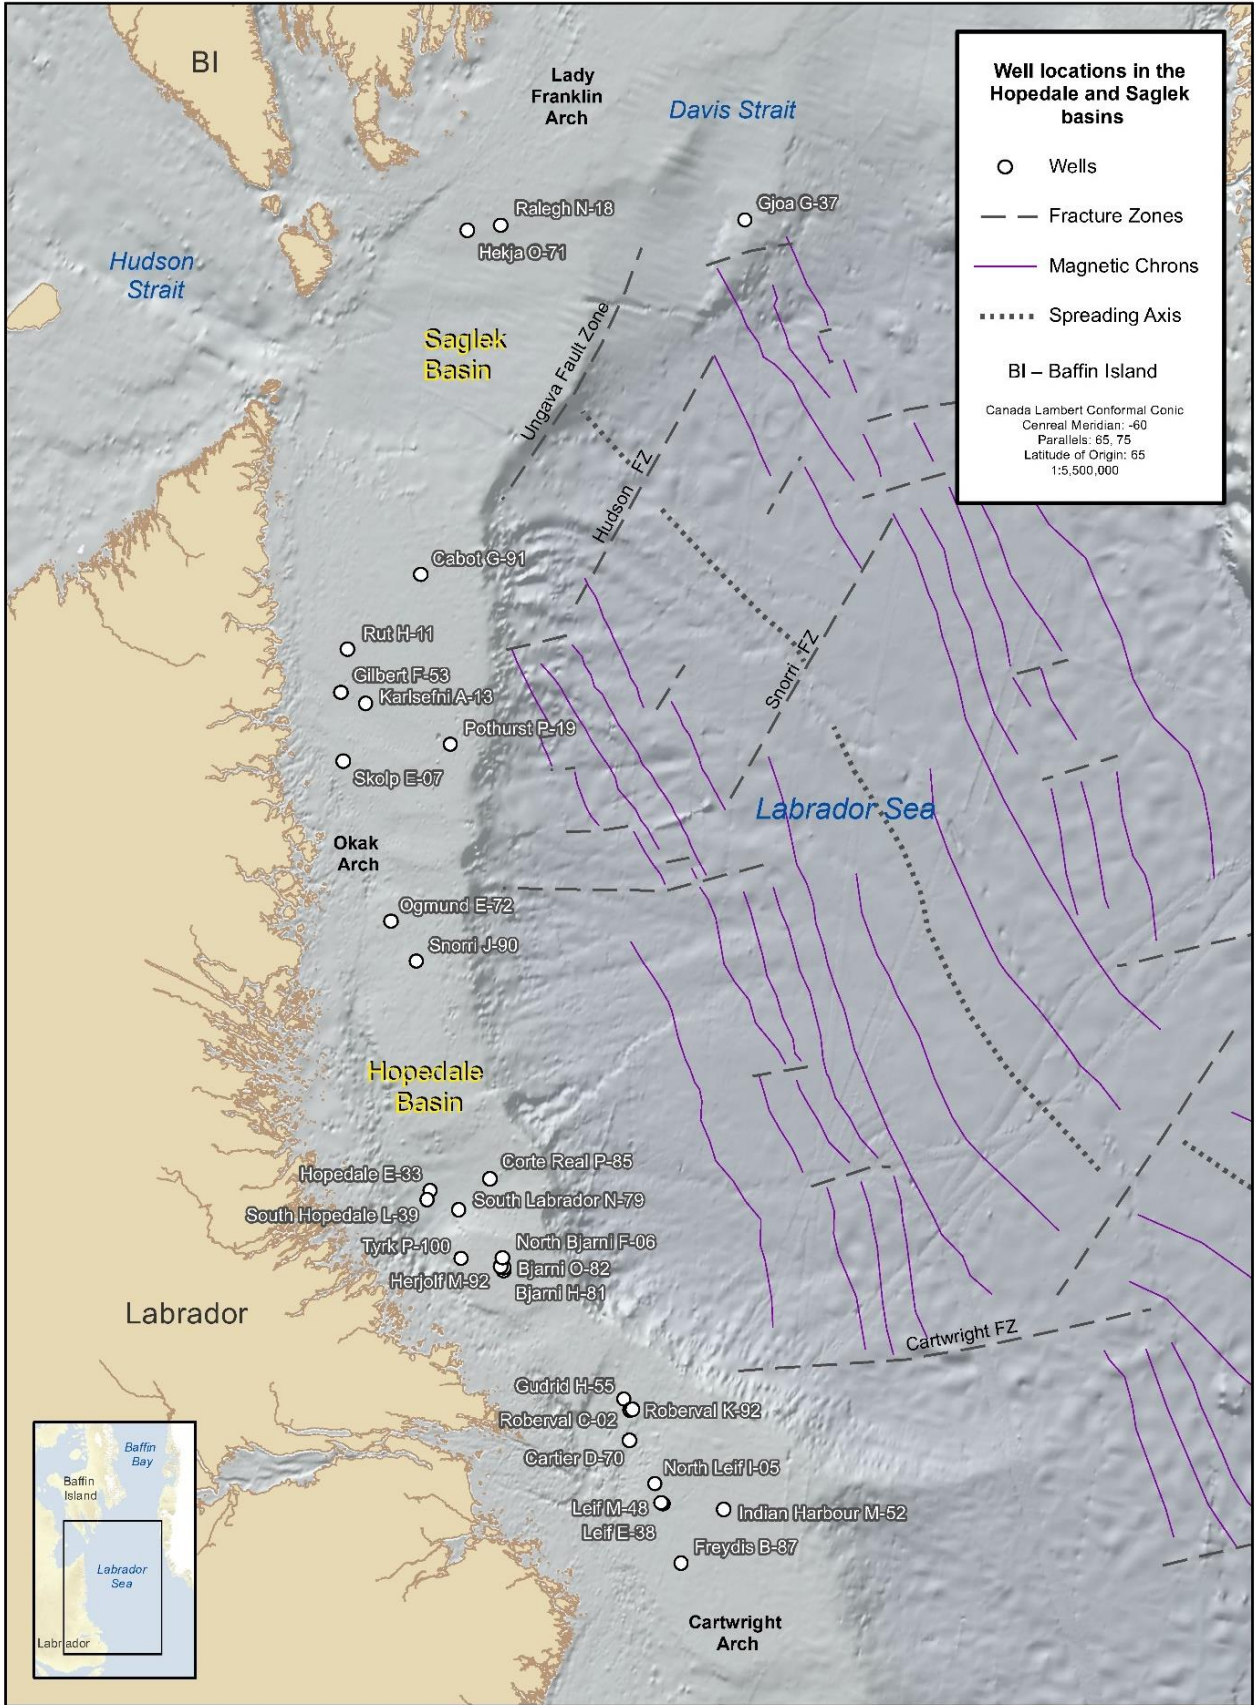 BI
Lady
Franklin
Arch
Davis Strait
Well locations in the
Hopedale and Saglek
basins
Wells
Fracture Zones
Magnetic Chrons
Spreading Axis
BI – Baffin Island
Canada Lambert Conformal Conic
Cenreal Meridian: -60
Parallels: 65, 75
Latitude of Origin: 65
1:5,500,000
Ralegh N-18
Gjoa G-37
Hekja O-71
Hudson
Strait
Saglek
Basin
Ungava Fault Zone
Hudson FZ
Cabot G-91
Rut H-11
Gilbert F-53
Karlsefni A-13
Snorri FZ
Pothurst P-19
Skolp E-07
Labrador Sea
Okak
Arch
Ogmund E-72
Snorri J-90
Hopedale
Basin
Corte Real P-85
Hopedale E-33
South Labrador N-79
South Hopedale L-39
North Bjarni F-06
Tyrk P-100
Bjarni O-82
Herjolf M-92
Bjarni H-81
Labrador
Cartwright FZ
Gudrid H-55
Roberval K-92
Roberval C-02
Cartier D-70
North Leif I-05
Leif M-48
Indian Harbour M-52
Leif E-38
Freydis B-87
Cartwright
Arch
Baffin
Bay
Baffin
Island
Labrador
Sea
Labrador